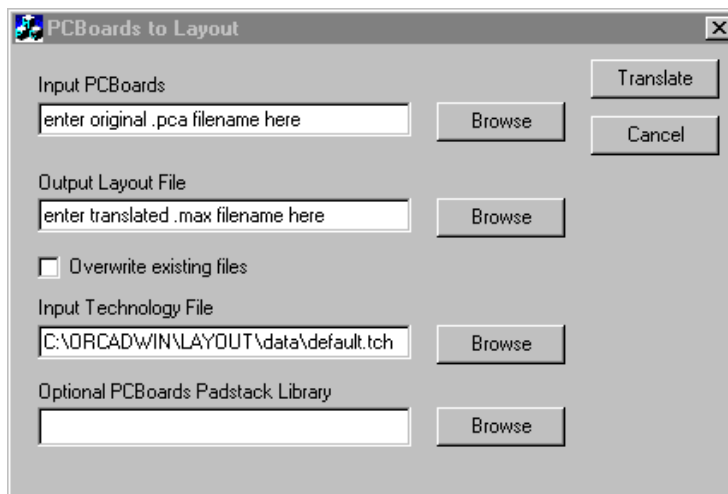 PCBoards to Layout
Input PCBoards
enter original .pca filename here
Browse
Translate
Cancel
Output Layout File
enter translated .max filename here
Browse
Overwrite existing files
Input Technology File
C:\ORCADWIN\LAYOUT\data\default.tch
Browse
Optional PCBoards Padstack Library
Browse